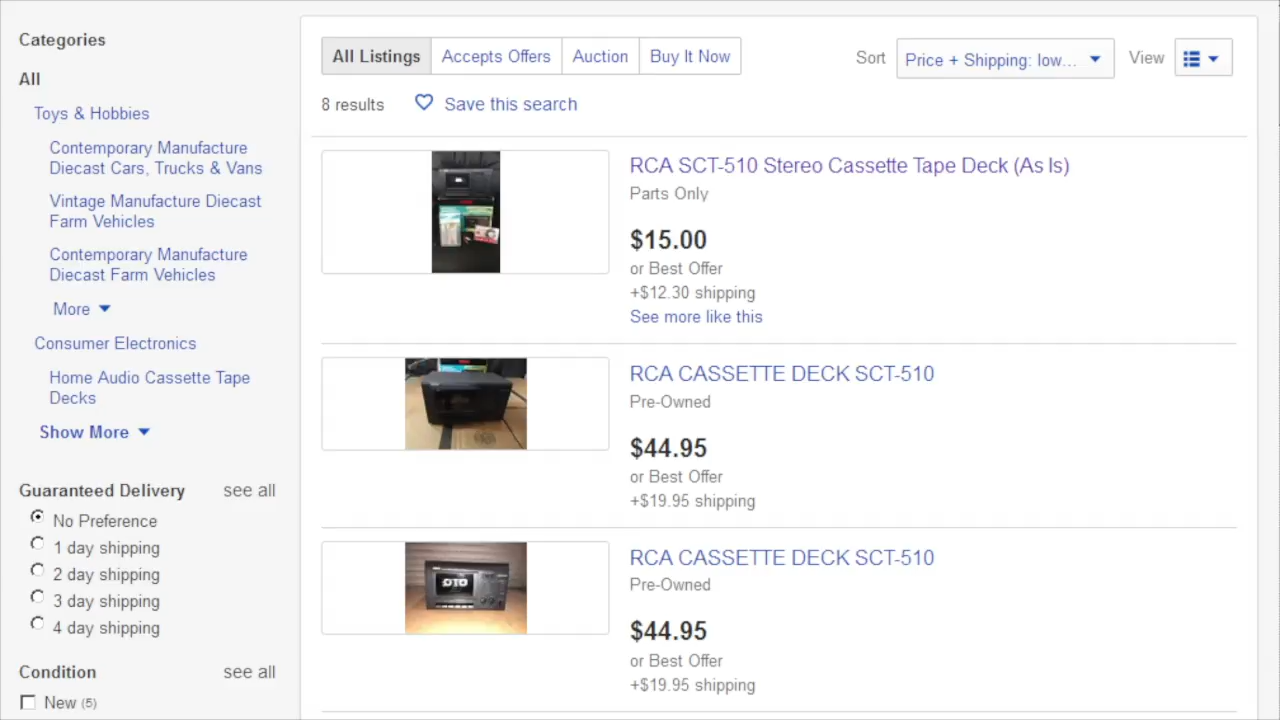 Categories
All
Toys & Hobbies
Contemporary Manufacture
Diecast Cars, Trucks & Vans
Vintage Manufacture Diecast
Farm Vehicles
Contemporary Manufacture
Diecast Farm Vehicles
More
Consumer Electronics
Home Audio Cassette Tape
Decks
Show More
Guaranteed Delivery see all
No Preference
1 day shipping
2 day shipping
3 day shipping
4 day shipping
Condition see all
New (5)
All Listings Accepts Offers Auction Buy It Now
Sort Price + Shipping: low... View
8 results Save this search
RCA SCT-510 Stereo Cassette Tape Deck (As Is)
Parts Only
$15.00
or Best Offer
+$12.30 shipping
See more like this
RCA CASSETTE DECK SCT-510
Pre-Owned
$44.95
or Best Offer
+$19.95 shipping
RCA CASSETTE DECK SCT-510
Pre-Owned
$44.95
or Best Offer
+$19.95 shipping